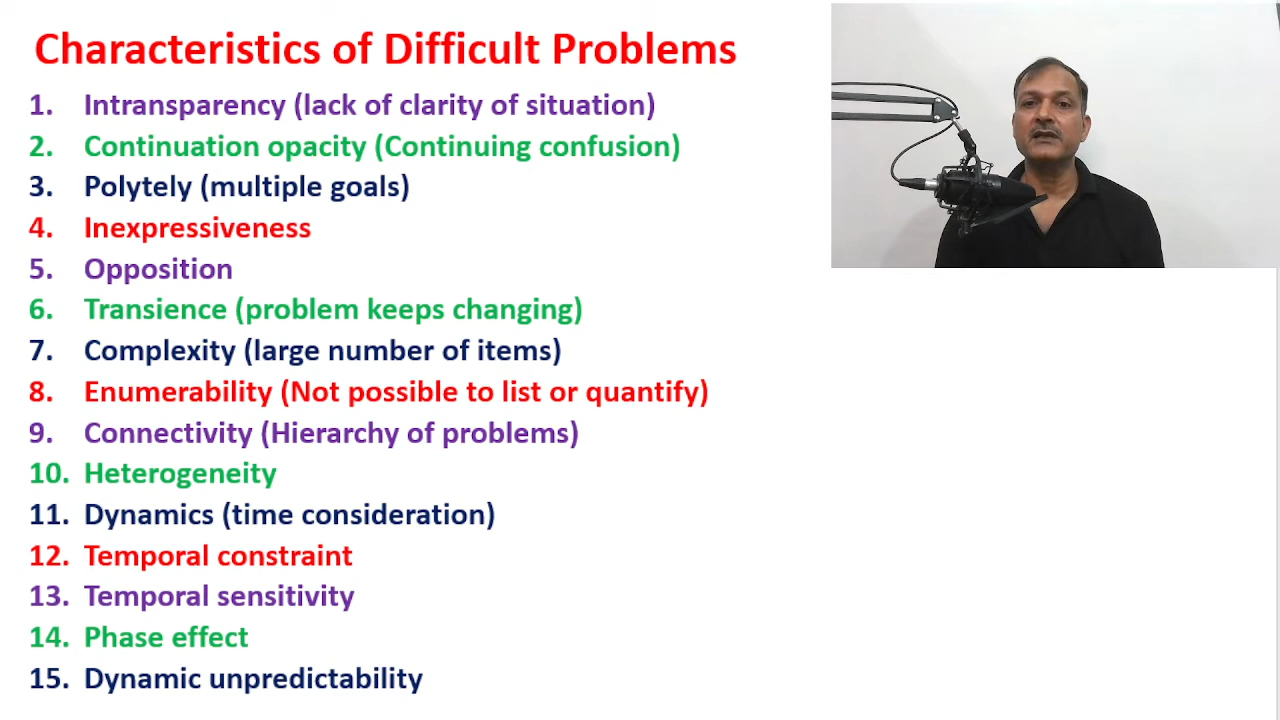 Characteristics of Difficult Problems
1. Intransparency (lack of clarity of situation)
2. Continuation opacity (Continuing confusion)
3. Polytely (multiple goals)
4. Inexpressiveness
5. Opposition
6. Transience (problem keeps changing)
7. Complexity (large number of items)
8. Enumerability (Not possible to list or quantify)
9. Connectivity (Hierarchy of problems)
10. Heterogeneity
11. Dynamics (time consideration)
12. Temporal constraint
13. Temporal sensitivity
14. Phase effect
15. Dynamic unpredictability